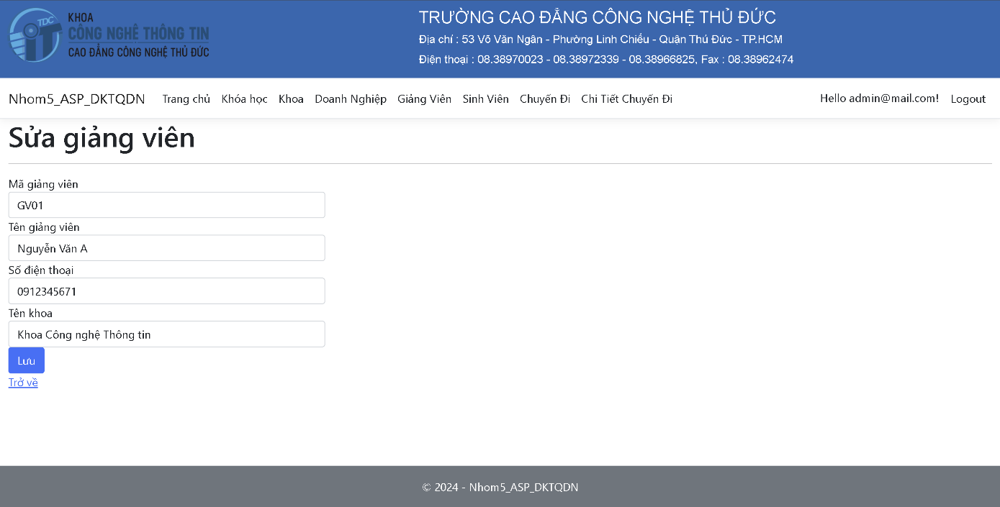 KHOA
TDC
CÔNG NGHỆ THÔNG TIN
CAO ĐẲNG CÔNG NGHỆ THỦ ĐỨC
TRƯỜNG CAO ĐẲNG CÔNG NGHỆ THỦ ĐỨC
Địa chỉ : 53 Võ Văn Ngân - Phường Linh Chiểu - Quận Thủ Đức - TP.HCM
Điện thoại : 08.38970023 - 08.38972339 - 08.38966825, Fax : 08.38962474
Nhom5_ASP_DKTQDN Trang chủ Khóa học Khoa Doanh Nghiệp Giảng Viên Sinh Viên Chuyến Đi Chi Tiết Chuyến Đi Hello admin@mail.com! Logout
Sửa giảng viên
Mã giảng viên
GV01
Tên giảng viên
Nguyễn Văn A
Số điện thoại
0912345671
Tên khoa
Khoa Công nghệ Thông tin
Lưu
Trở về
© 2024 - Nhom5_ASP_DKTQDN